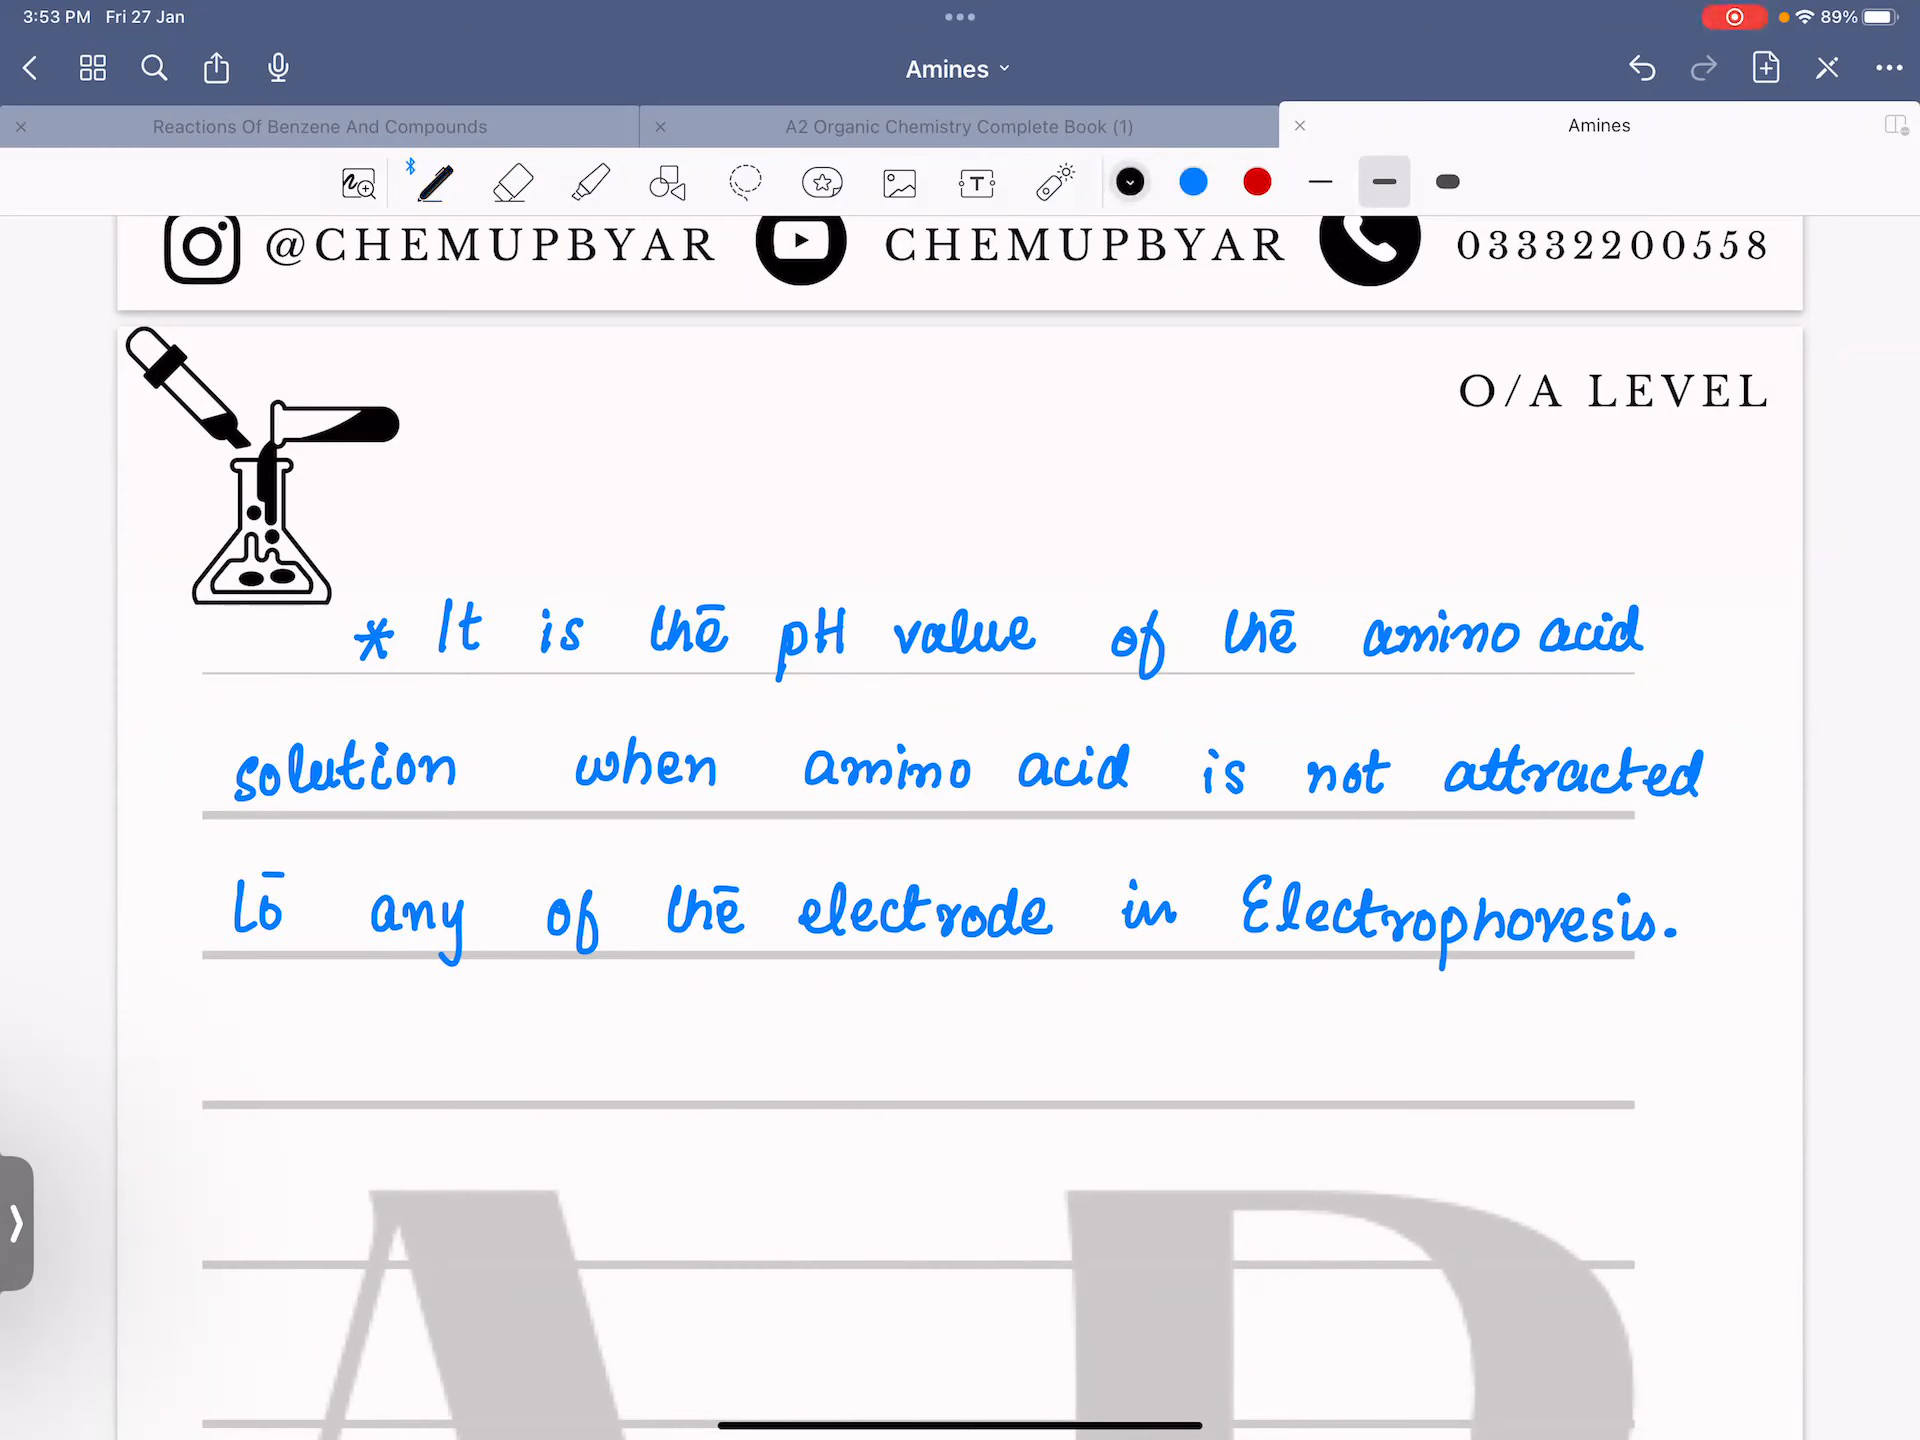 3:53 PM Fri 27 Jan
89%
Amines
Reactions Of Benzene And Compounds
A2 Organic Chemistry Complete Book (1)
Amines
@CHEMUPBYAR CHEMUPBYAR 03332200558
O/A LEVEL
* It is the pH value of the amino acid
solution when amino acid is not attracted
to any of the electrode in Electrophoresis.